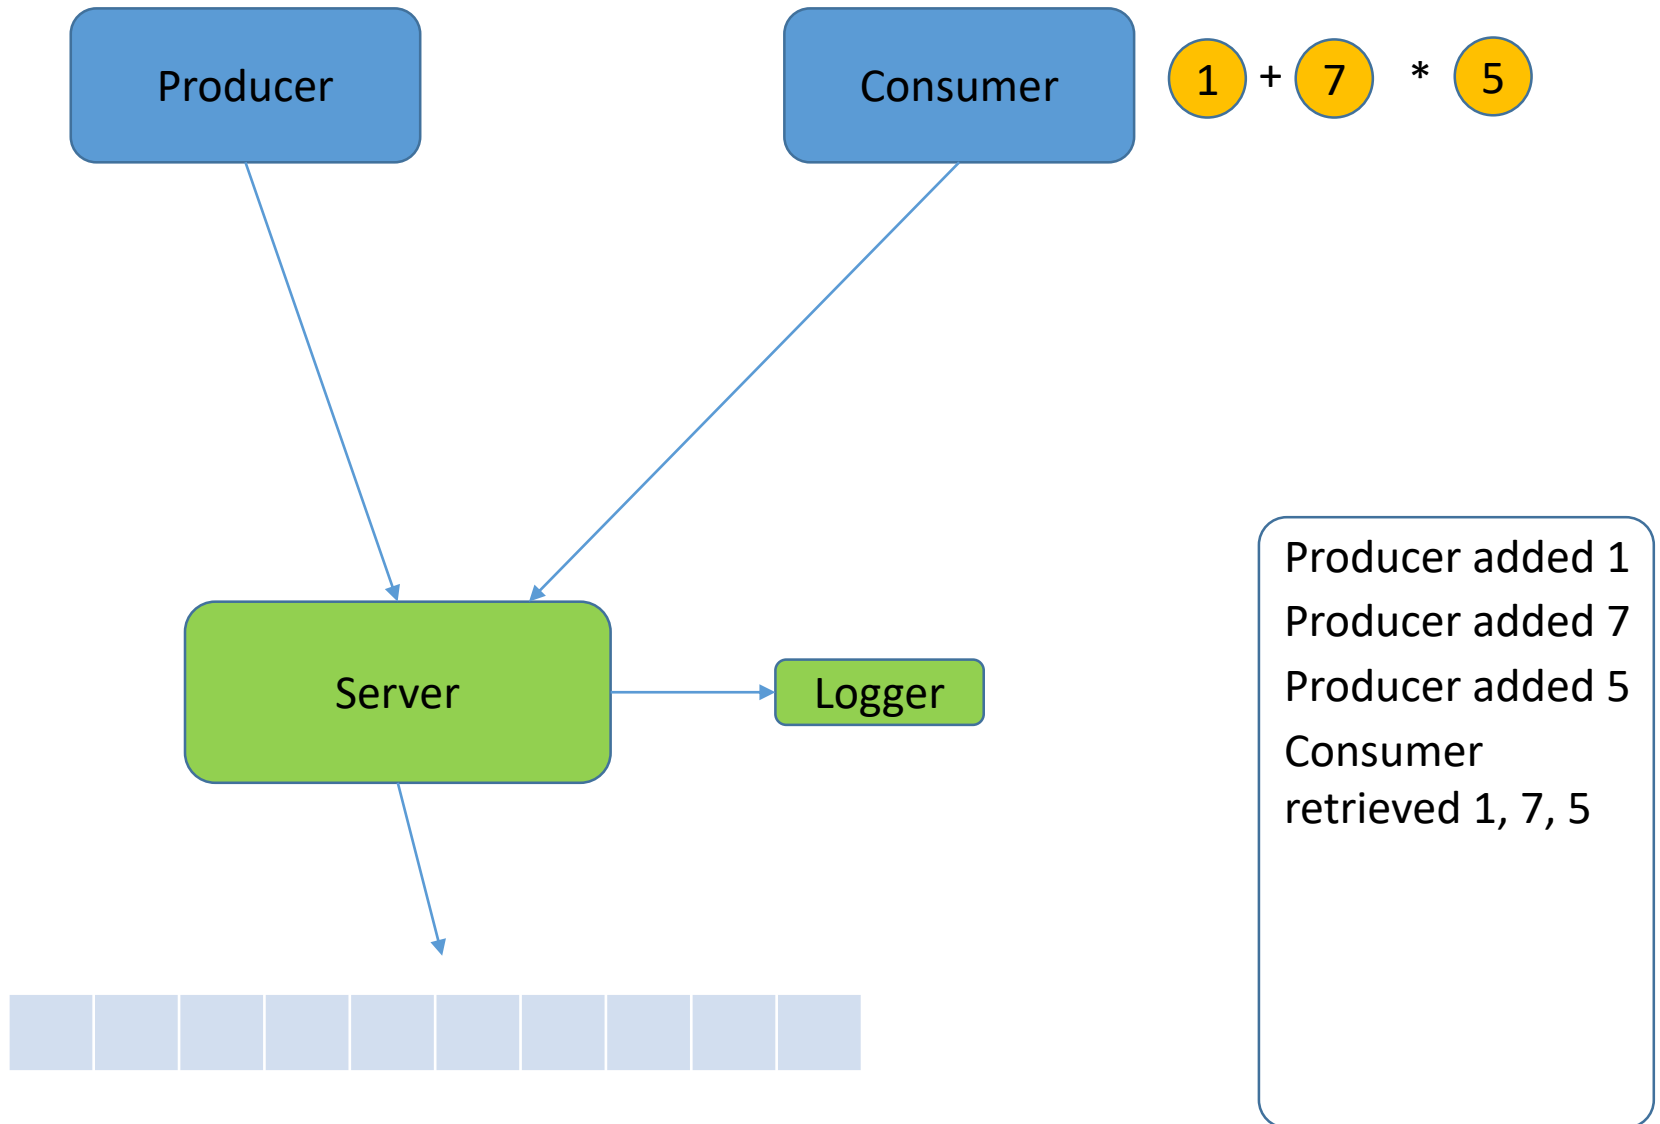 Producer
Consumer
1 + 7 * 5
Server
Logger
Producer added 1
Producer added 7
Producer added 5
Consumer
retrieved 1, 7, 5